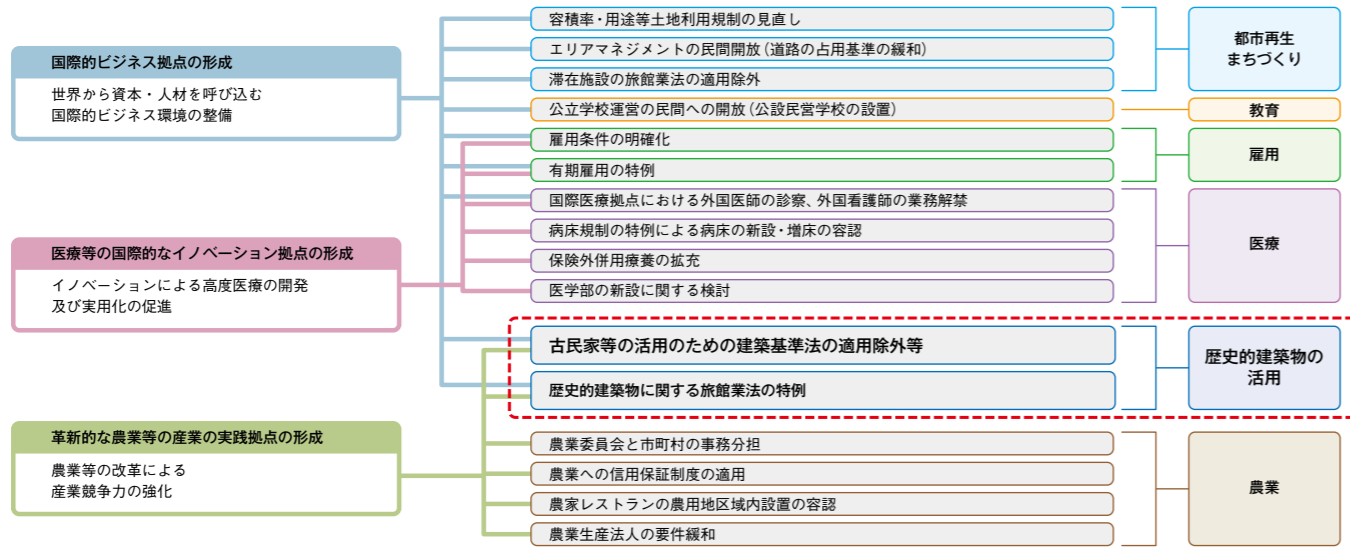 国際的ビジネス拠点の形成
世界から資本・人材を呼び込む
国際的ビジネス環境の整備
医療等の国際的なイノベーション拠点の形成
イノベーションによる高度医療の開発
及び実用化の促進
革新的な農業等の産業の実践拠点の形成
農業等の改革による
産業競争力の強化
容積率・用途等土地利用規制の見直し
エリアマネジメントの民間開放(道路の占用基準の緩和)
滞在施設の旅館業法の適用除外
公立学校運営の民間への開放(公設民営学校の設置)
雇用条件の明確化
有期雇用の特例
国際医療拠点における外国医師の診察、外国看護師の業務解禁
病床規制の特例による病床の新設・増床の容認
保険外併用療養の拡充
医学部の新設に関する検討
古民家等の活用のための建築基準法の適用除外等
歴史的建築物に関する旅館業法の特例
農業委員会と市町村の事務分担
農業への信用保証制度の適用
農家レストランの農用地区域内設置の容認
農業生産法人の要件緩和
都市再生
まちづくり
教育
雇用
医療
歴史的建築物の
活用
農業